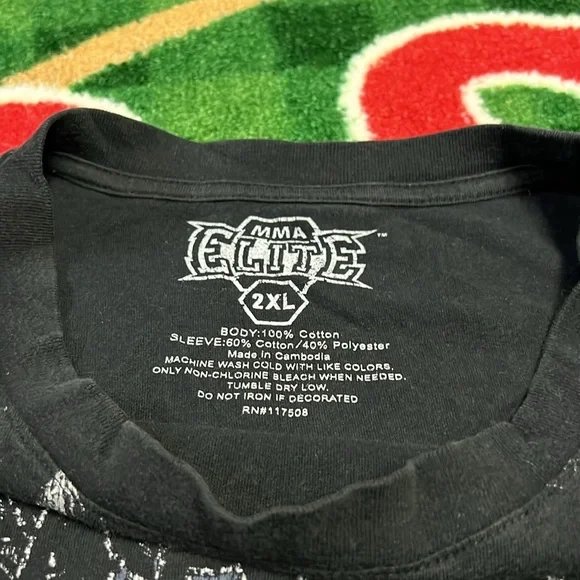 MMA
ELITE™
2XL
BODY:100% Cotton
SLEEVE:60% Cotton/40% Polyester
Made in Cambodia
MACHINE WASH COLD WITH LIKE COLORS.
ONLY NON-CHLORINE BLEACH WHEN NEEDED.
TUMBLE DRY LOW.
DO NOT IRON IF DECORATED
RN#117508